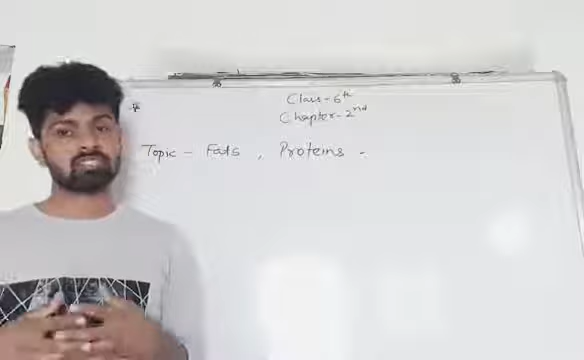 Class-6th
Chapter-2nd
Topic - Fats, Proteins -